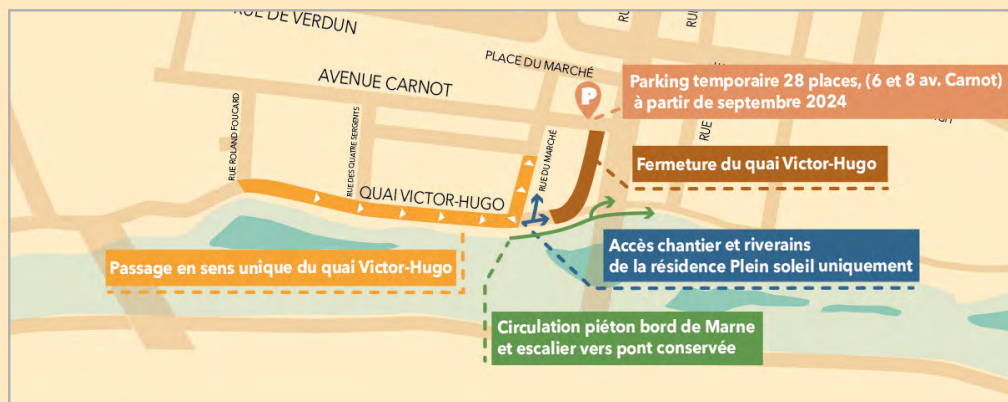 RUE DE VERDUN
PLACE DU MARCHÉ
AVENUE CARNOT
P
Parking temporaire 28 places, (6 et 8 av. Carnot)
à partir de septembre 2024
RUE ROLAND FOUCARD
RUE DES QUATRE SERGENTS
RUE DU MARCHÉ
RUE
RUE
RUE
Fermeture du quai Victor-Hugo
QUAI VICTOR-HUGO
Passage en sens unique du quai Victor-Hugo
Accès chantier et riverains
de la résidence Plein soleil uniquement
Circulation piéton bord de Marne
et escalier vers pont conservée